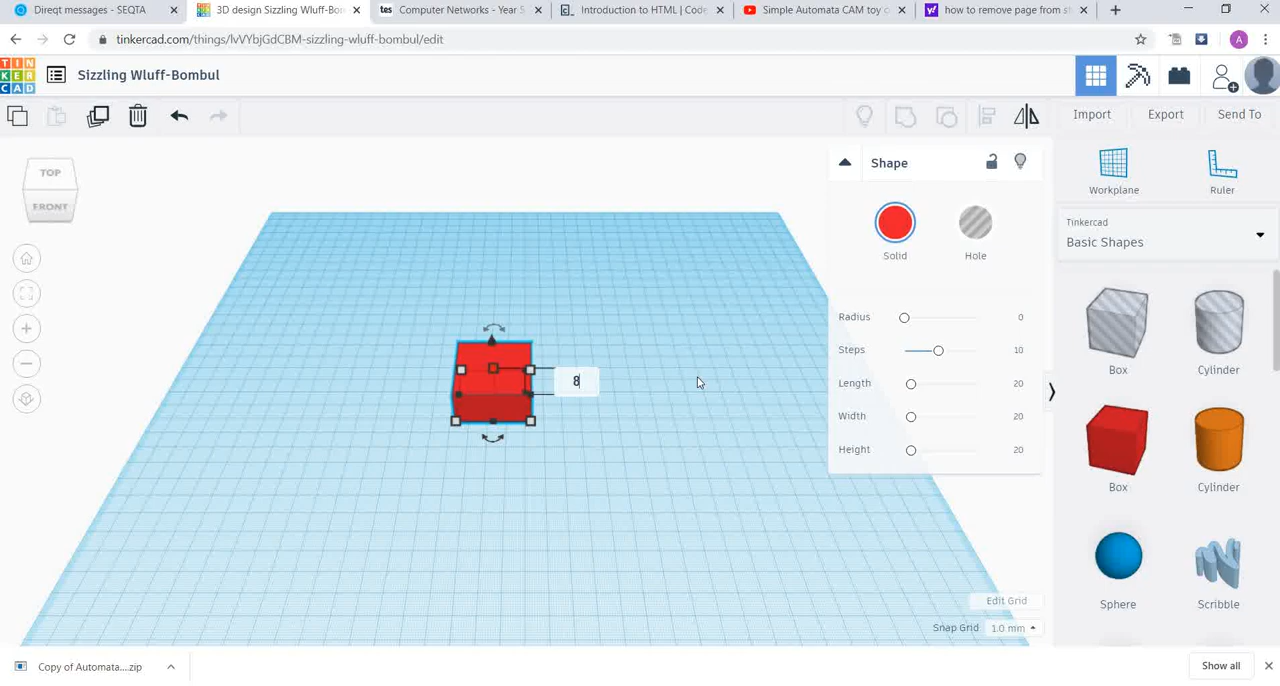 Direqt messages - SEQTA
3D design Sizzling Wluff-Bom
tes Computer Networks - Year 5
Introduction to HTML | Code
Simple Automata CAM toy c
how to remove page from s
A
tinkercad.com/things/lvVYbjGdCBM-sizzling-wluff-bombul/edit
TIN
KER
CAD
Sizzling Wluff-Bombul
Import
Export
Send To
TOP
FRONT
Shape
Solid
Hole
Radius 0
Steps 10
Length 20
Width 20
Height 20
8
Workplane
Ruler
Tinkercad
Basic Shapes
Box
Cylinder
Box
Cylinder
Sphere
Scribble
Edit Grid
Snap Grid 1.0 mm
Copy of Automata....zip
Show all